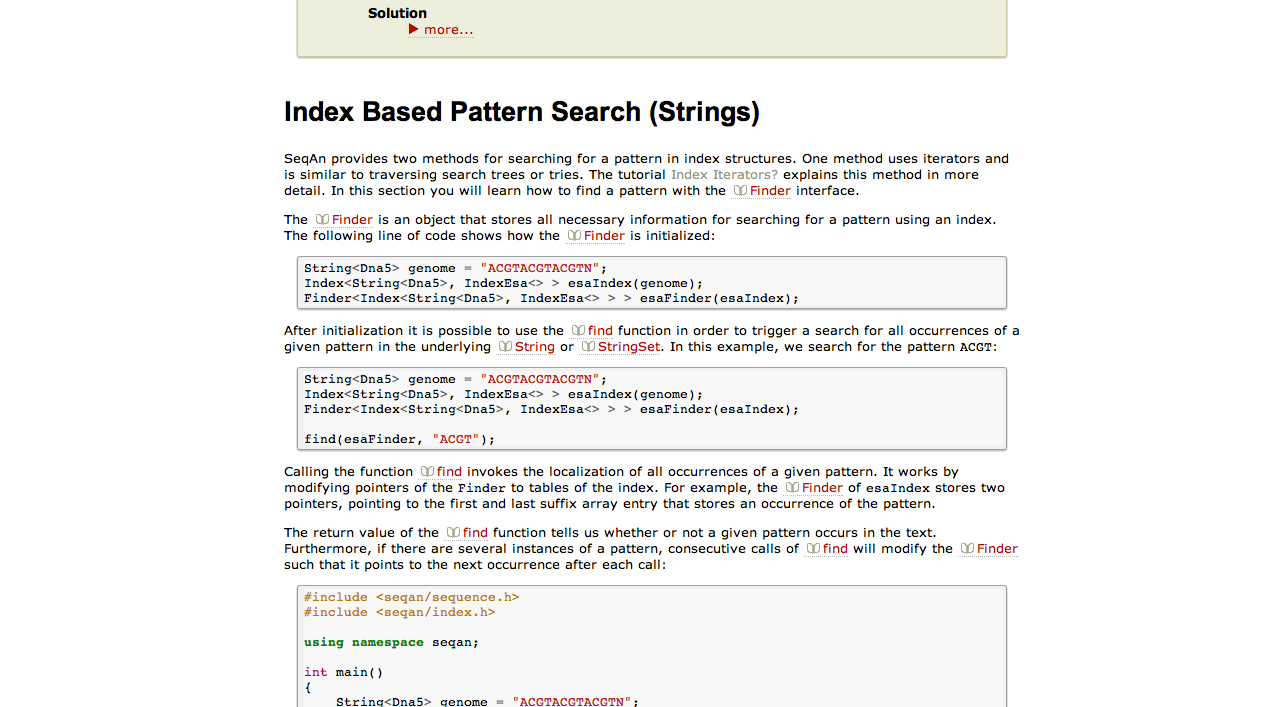 Solution
▶ more...
Index Based Pattern Search (Strings)
SeqAn provides two methods for searching for a pattern in index structures. One method uses iterators and
is similar to traversing search trees or tries. The tutorial Index Iterators? explains this method in more
detail. In this section you will learn how to find a pattern with the Finder interface.
The Finder is an object that stores all necessary information for searching for a pattern using an index.
The following line of code shows how the Finder is initialized:
String<Dna5> genome = "ACGTACGTACGTN";
Index<String<Dna5>, IndexEsa<> > esaIndex(genome);
Finder<Index<String<Dna5>, IndexEsa<> > > esaFinder(esaIndex);
After initialization it is possible to use the find function in order to trigger a search for all occurrences of a
given pattern in the underlying String or StringSet. In this example, we search for the pattern ACGT:
String<Dna5> genome = "ACGTACGTACGTN";
Index<String<Dna5>, IndexEsa<> > esaIndex(genome);
Finder<Index<String<Dna5>, IndexEsa<> > > esaFinder(esaIndex);
find(esaFinder, "ACGT");
Calling the function find invokes the localization of all occurrences of a given pattern. It works by
modifying pointers of the Finder to tables of the index. For example, the Finder of esaIndex stores two
pointers, pointing to the first and last suffix array entry that stores an occurrence of the pattern.
The return value of the find function tells us whether or not a given pattern occurs in the text.
Furthermore, if there are several instances of a pattern, consecutive calls of find will modify the Finder
such that it points to the next occurrence after each call:
#include <seqan/sequence.h>
#include <seqan/index.h>
using namespace seqan;
int main()
{
String<Dna5> genome = "ACGTACGTACGTN";